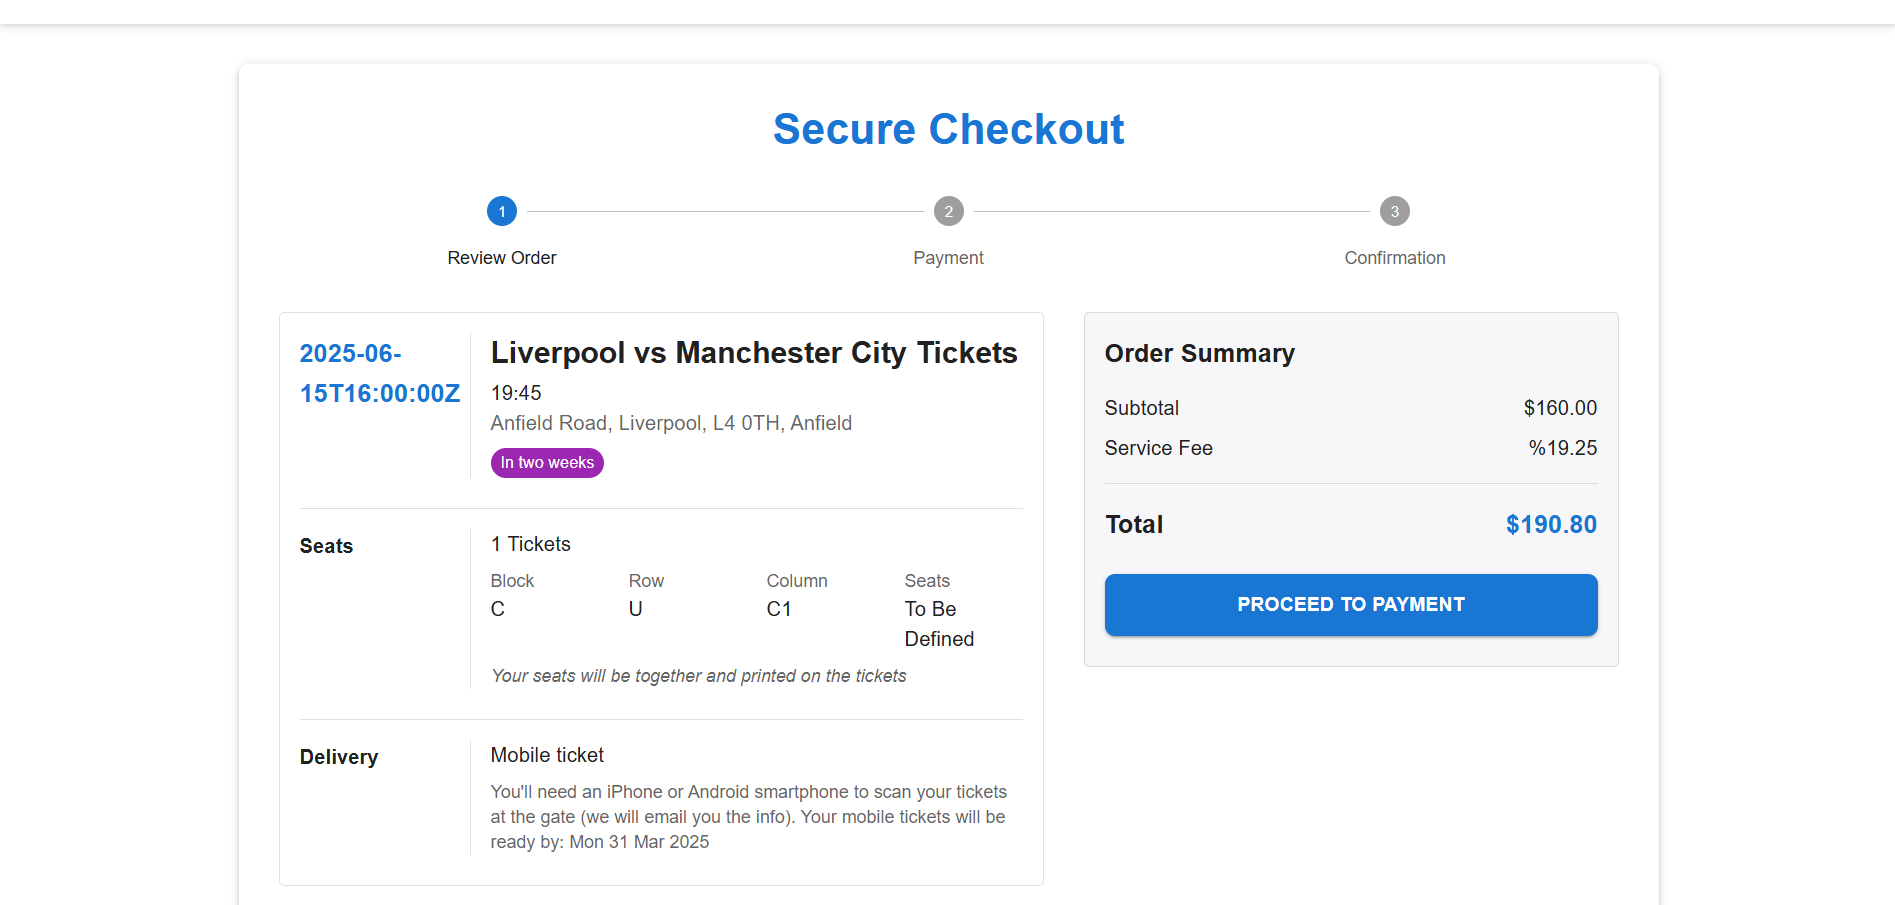 Secure Checkout
1
2
3
Review Order
Payment
Confirmation
2025-06-
15T16:00:00Z
Liverpool vs Manchester City Tickets
19:45
Anfield Road, Liverpool, L4 0TH, Anfield
In two weeks
Seats
1 Tickets
Block
Row
Column
Seats
C
U
C1
To Be
Defined
Your seats will be together and printed on the tickets
Delivery
Mobile ticket
You'll need an iPhone or Android smartphone to scan your tickets
at the gate (we will email you the info). Your mobile tickets will be
ready by: Mon 31 Mar 2025
Order Summary
Subtotal $160.00
Service Fee %19.25
Total $190.80
PROCEED TO PAYMENT